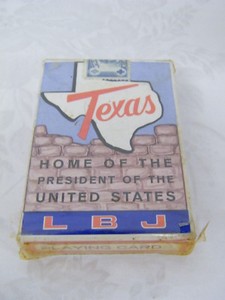 Texas
HOME OF THE
PRESIDENT OF THE
UNITED STATES
LBJ
PLAYING CARDS